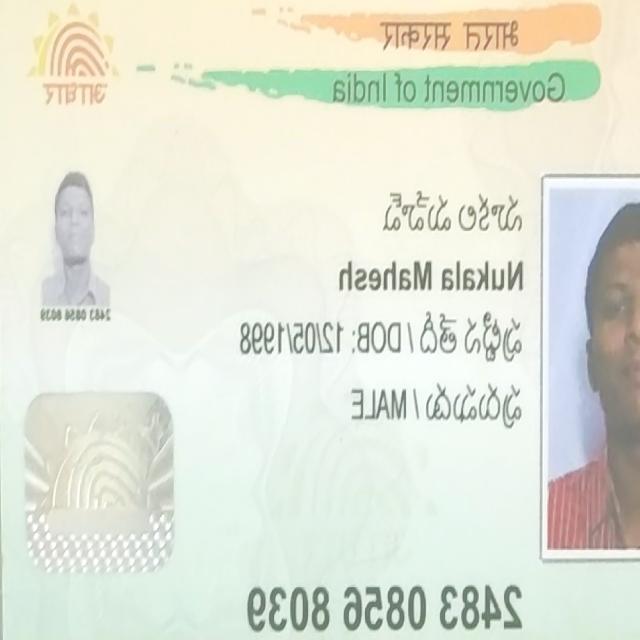 भारत सरकार
Government of India
आधार
నూకల మహేష్
Nukala Mahesh
పుట్టిన తేదీ / DOB: 12/05/1998
పురుషుడు / MALE
2483 0856 8039
2483 0856 8039